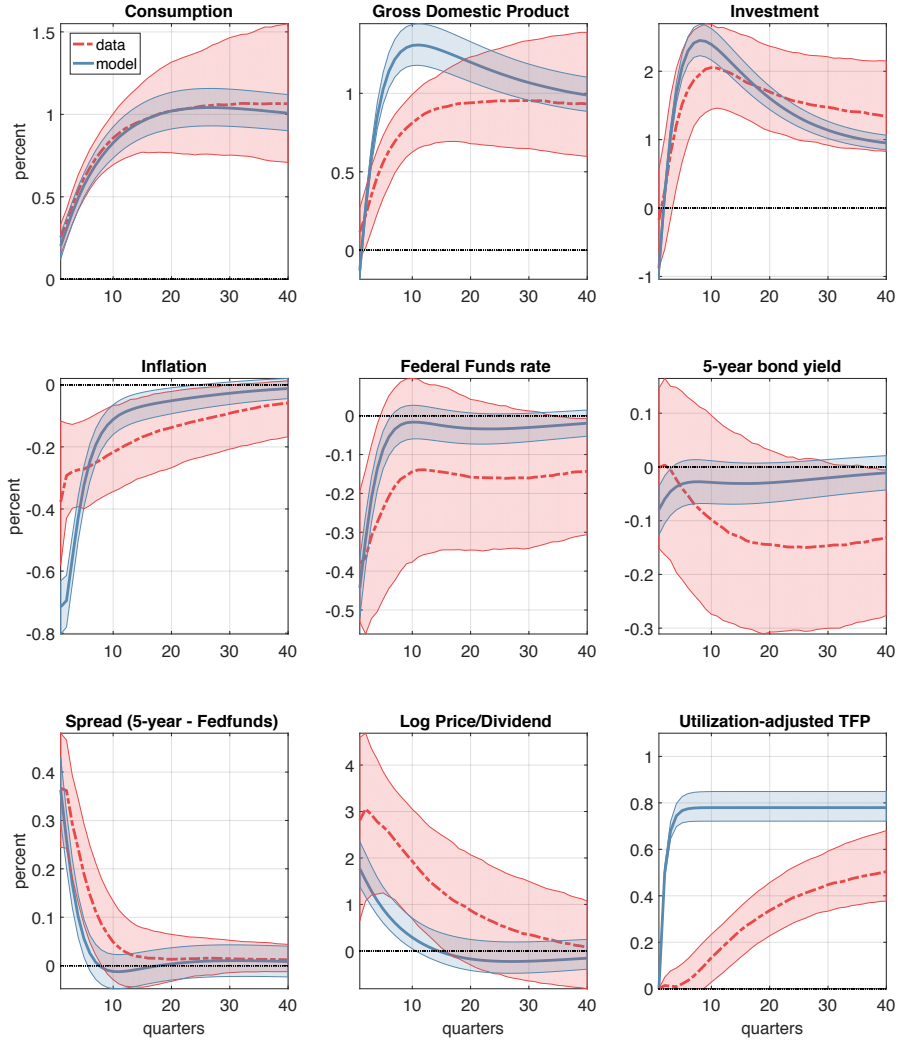 Consumption
Gross Domestic Product
Investment
data
model
percent
1.5
1
0.5
0
10 20 30 40
1
0.5
0
10 20 30 40
2
1
0
-1
10 20 30 40
Inflation
Federal Funds rate
5-year bond yield
percent
0
-0.2
-0.4
-0.6
-0.8
10 20 30 40
0
-0.1
-0.2
-0.3
-0.4
-0.5
10 20 30 40
0.1
0
-0.1
-0.2
-0.3
10 20 30 40
Spread (5-year - Fedfunds)
Log Price/Dividend
Utilization-adjusted TFP
percent
0.4
0.3
0.2
0.1
0
10 20 30 40
quarters
4
3
2
1
0
10 20 30 40
quarters
1
0.8
0.6
0.4
0.2
0
10 20 30 40
quarters